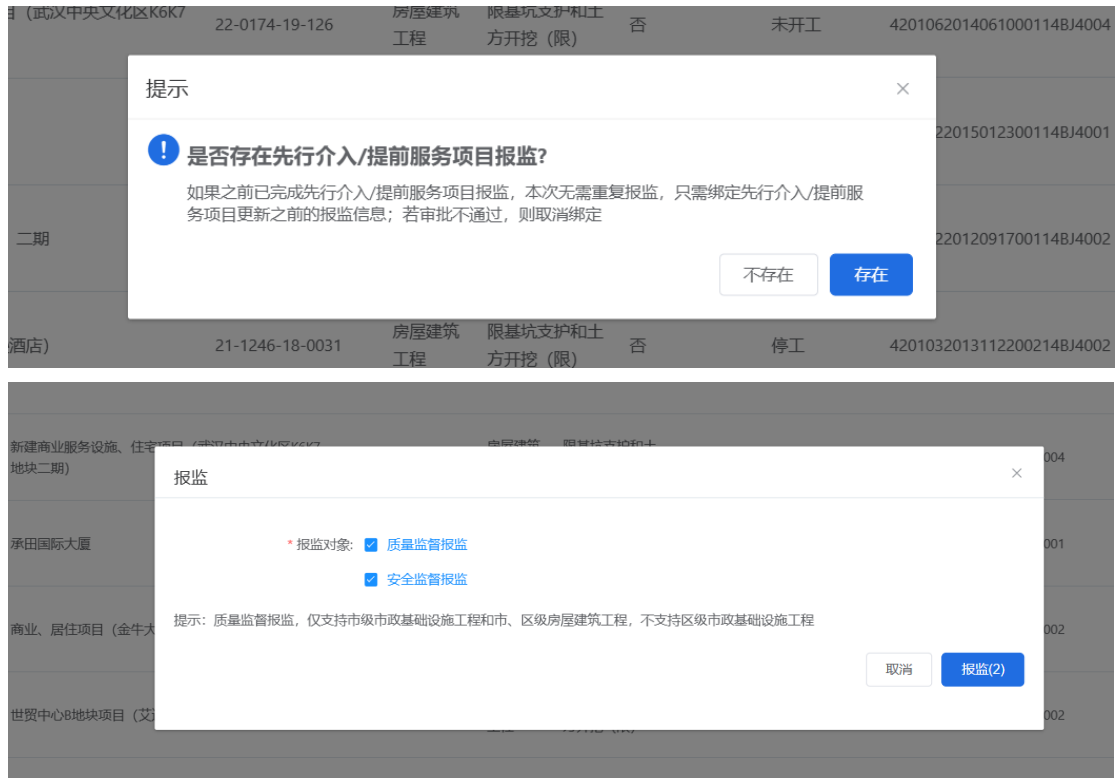 目（武汉中央文化区K6K7 22-0174-19-126 房屋建筑 限基坑支护和土 否 未开工 4201062014061000114BJ4004
工程 方开挖（限）
提示
22015012300114BJ4001
是否存在先行介入/提前服务项目报监?
如果之前已完成先行介入/提前服务项目报监，本次无需重复报监，只需绑定先行介入/提前服
务项目更新之前的报监信息；若审批不通过，则取消绑定
二期 22012091700114BJ4002
不存在 存在
酒店) 21-1246-18-0031 房屋建筑 限基坑支护和土 否 停工 4201032013112200214BJ4002
工程 方开挖（限）
新建商业服务设施、住宅项目（武汉中央文化区K6K7 房屋建筑 限基坑支护和土 004
地块二期)
报监
承田国际大厦 001
* 报监对象: 质量监督报监
安全监督报监
商业、居住项目（金牛大 002
提示：质量监督报监，仅支持市级市政基础设施工程和市、区级房屋建筑工程，不支持区级市政基础设施工程
取消 报监(2)
世贸中心B地块项目（艾 002